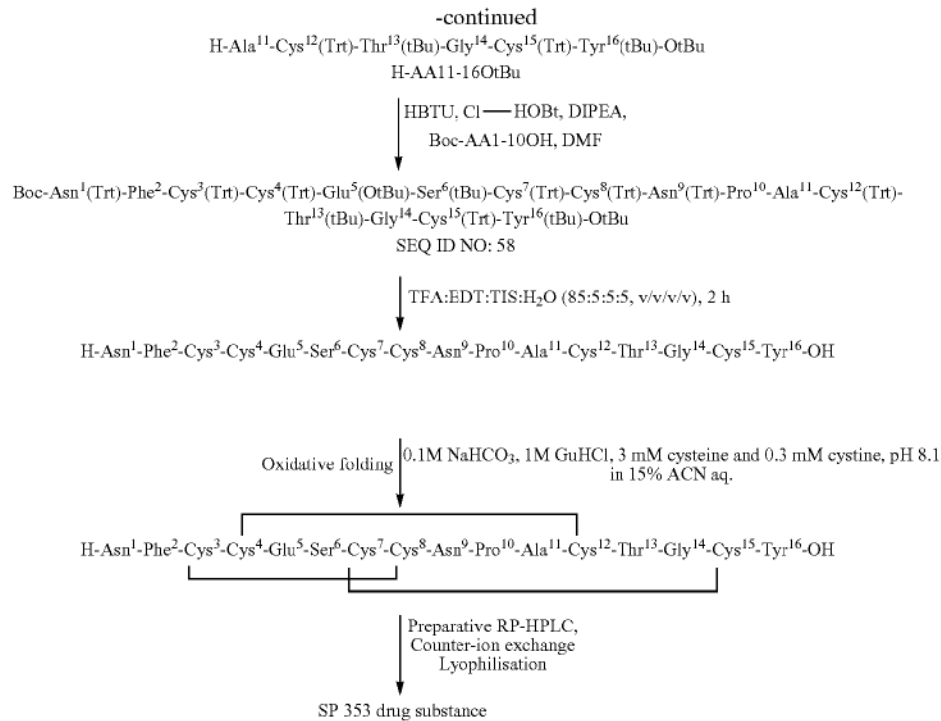 -continued
H-Ala¹¹-Cys¹²(Trt)-Thr¹³(tBu)-Gly¹⁴-Cys¹⁵(Trt)-Tyr¹⁶(tBu)-OtBu
H-AA11-16OtBu
HBTU, Cl—HOBt, DIPEA,
Boc-AA1-10OH, DMF
Boc-Asn¹(Trt)-Phe²-Cys³(Trt)-Cys⁴(Trt)-Glu⁵(OtBu)-Ser⁶(tBu)-Cys⁷(Trt)-Cys⁸(Trt)-Asn⁹(Trt)-Pro¹⁰-Ala¹¹-Cys¹²(Trt)-
Thr¹³(tBu)-Gly¹⁴-Cys¹⁵(Trt)-Tyr¹⁶(tBu)-OtBu
SEQ ID NO: 58
TFA:EDT:TIS:H₂O (85:5:5:5, v/v/v/v), 2 h
H-Asn¹-Phe²-Cys³-Cys⁴-Glu⁵-Ser⁶-Cys⁷-Cys⁸-Asn⁹-Pro¹⁰-Ala¹¹-Cys¹²-Thr¹³-Gly¹⁴-Cys¹⁵-Tyr¹⁶-OH
Oxidative folding
0.1M NaHCO₃, 1M GuHCl, 3 mM cysteine and 0.3 mM cystine, pH 8.1
in 15% ACN aq.
H-Asn¹-Phe²-Cys³-Cys⁴-Glu⁵-Ser⁶-Cys⁷-Cys⁸-Asn⁹-Pro¹⁰-Ala¹¹-Cys¹²-Thr¹³-Gly¹⁴-Cys¹⁵-Tyr¹⁶-OH
Preparative RP-HPLC,
Counter-ion exchange
Lyophilisation
SP 353 drug substance